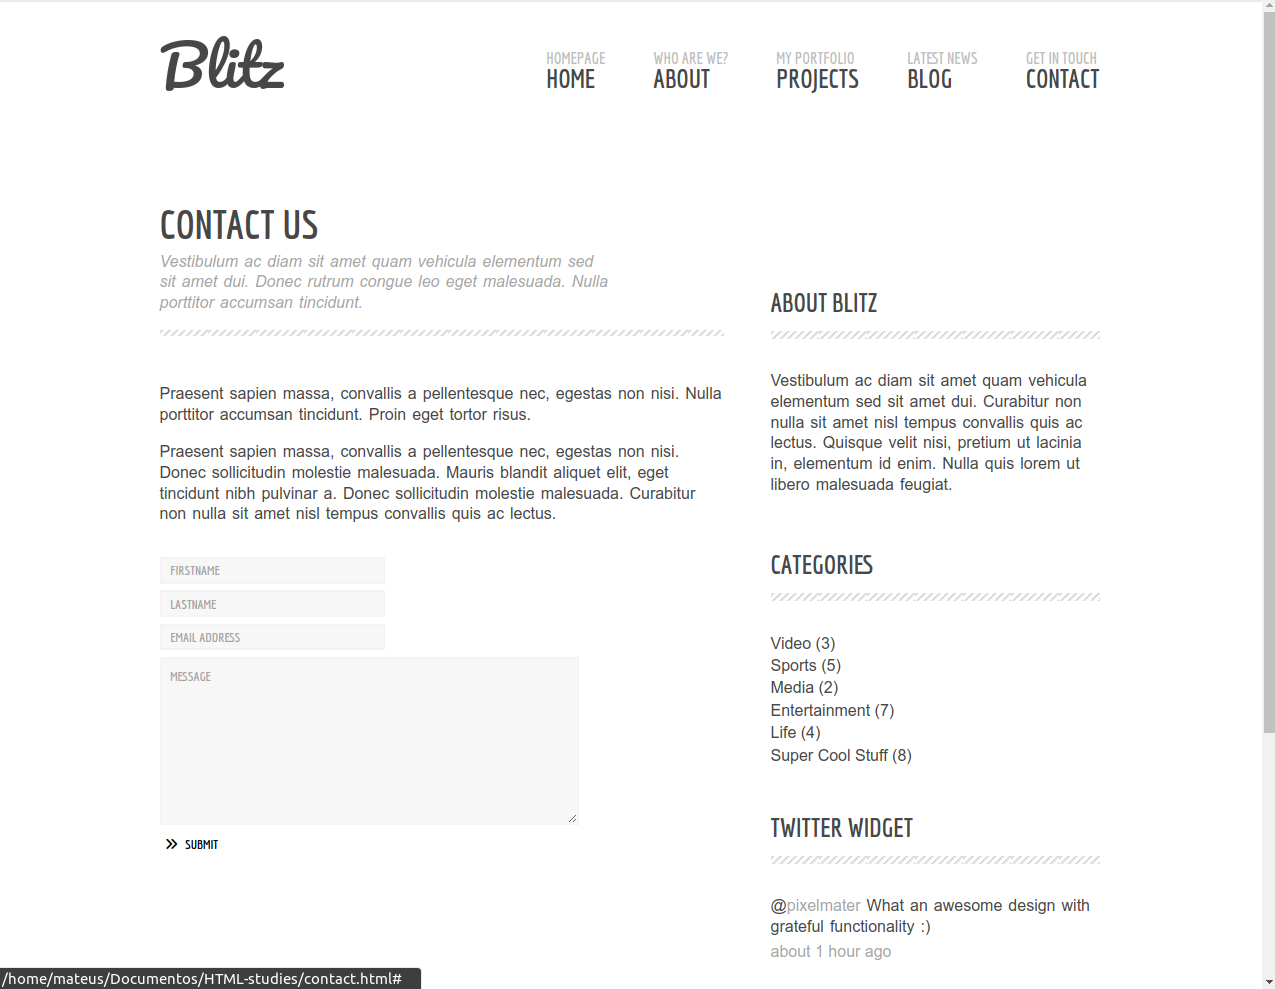 Blitz
HOMEPAGE
HOME
WHO ARE WE?
ABOUT
MY PORTFOLIO
PROJECTS
LATEST NEWS
BLOG
GET IN TOUCH
CONTACT
CONTACT US
Vestibulum ac diam sit amet quam vehicula elementum sed
sit amet dui. Donec rutrum congue leo eget malesuada. Nulla
porttitor accumsan tincidunt.
Praesent sapien massa, convallis a pellentesque nec, egestas non nisi. Nulla
porttitor accumsan tincidunt. Proin eget tortor risus.
Praesent sapien massa, convallis a pellentesque nec, egestas non nisi.
Donec sollicitudin molestie malesuada. Mauris blandit aliquet elit, eget
tincidunt nibh pulvinar a. Donec sollicitudin molestie malesuada. Curabitur
non nulla sit amet nisl tempus convallis quis ac lectus.
FIRSTNAME
LASTNAME
EMAIL ADDRESS
MESSAGE
SUBMIT
ABOUT BLITZ
Vestibulum ac diam sit amet quam vehicula
elementum sed sit amet dui. Curabitur non
nulla sit amet nisl tempus convallis quis ac
lectus. Quisque velit nisi, pretium ut lacinia
in, elementum id enim. Nulla quis lorem ut
libero malesuada feugiat.
CATEGORIES
Video (3)
Sports (5)
Media (2)
Entertainment (7)
Life (4)
Super Cool Stuff (8)
TWITTER WIDGET
@pixelmater What an awesome design with
grateful functionality :)
about 1 hour ago
/home/mateus/Documentos/HTML-studies/contact.html#